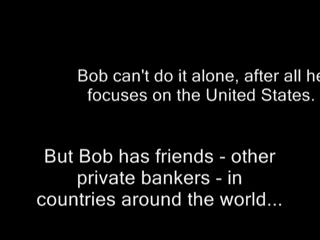 Bob can't do it alone, after all he
focuses on the United States.
But Bob has friends - other
private bankers - in
countries around the world...